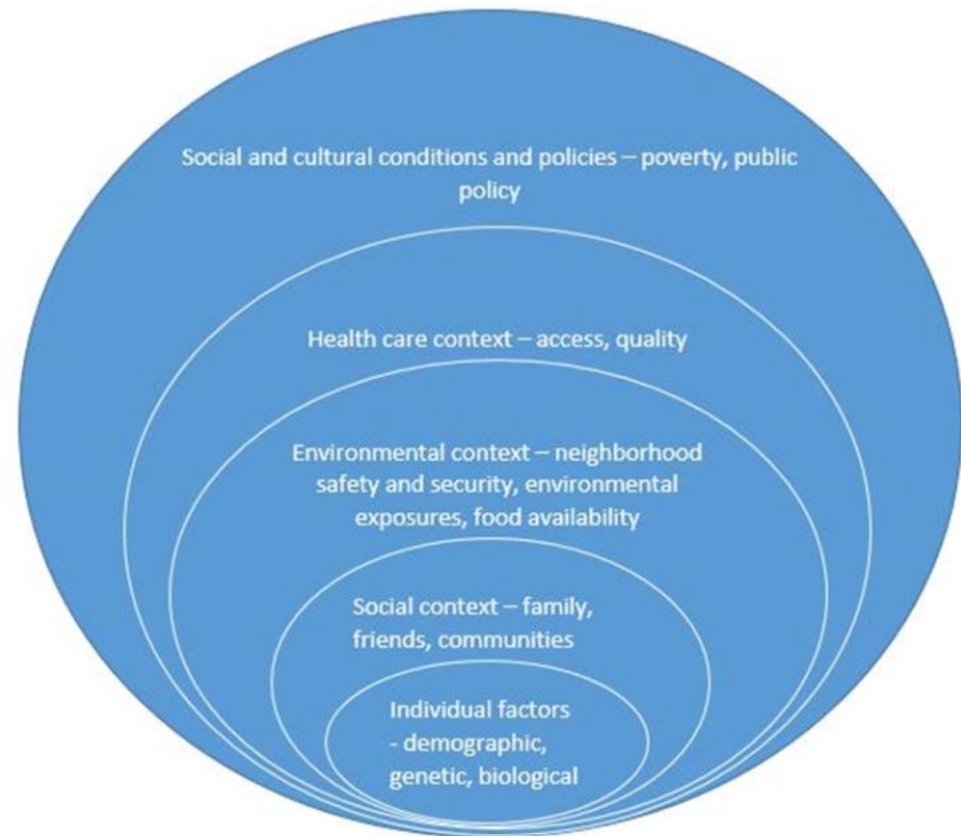 Social and cultural conditions and policies – poverty, public
policy
Health care context – access, quality
Environmental context – neighborhood
safety and security, environmental
exposures, food availability
Social context – family,
friends, communities
Individual factors
- demographic,
genetic, biological